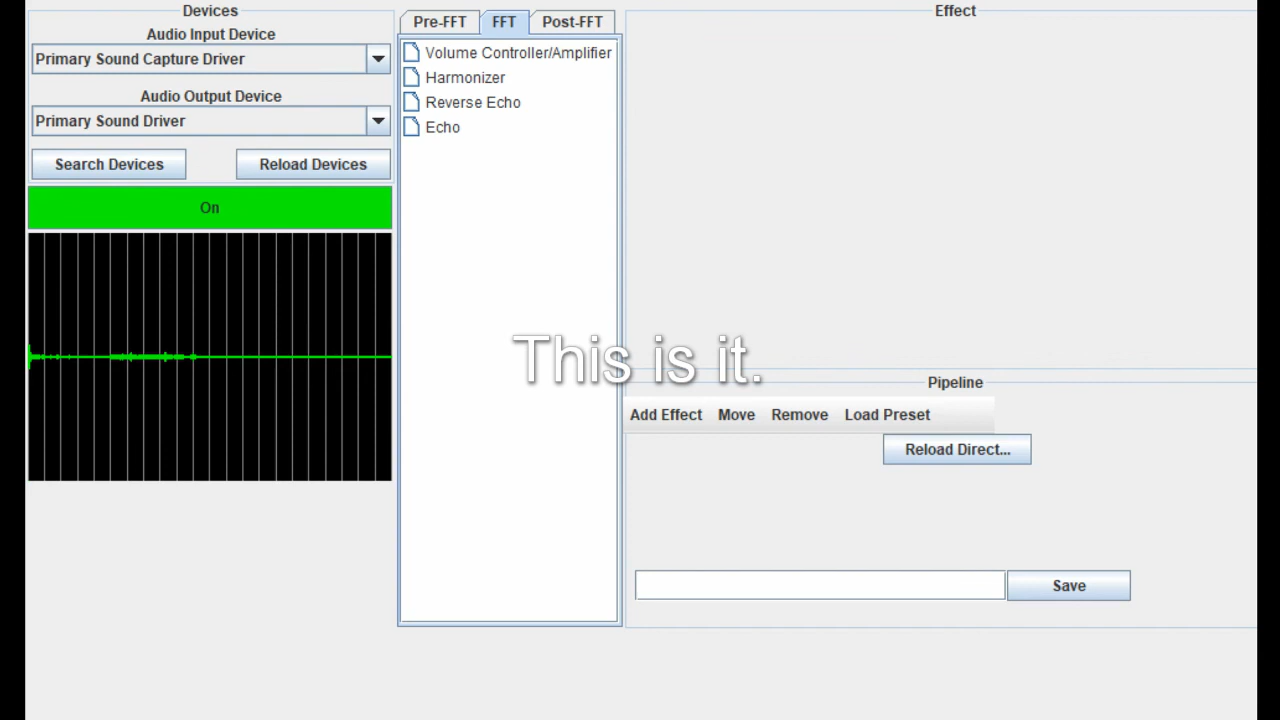 Devices
Audio Input Device
Primary Sound Capture Driver
Audio Output Device
Primary Sound Driver
Search Devices
Reload Devices
On
Pre-FFT
FFT
Post-FFT
Volume Controller/Amplifier
Harmonizer
Reverse Echo
Echo
Effect
This is it.
Pipeline
Add Effect Move Remove Load Preset
Reload Direct...
Save